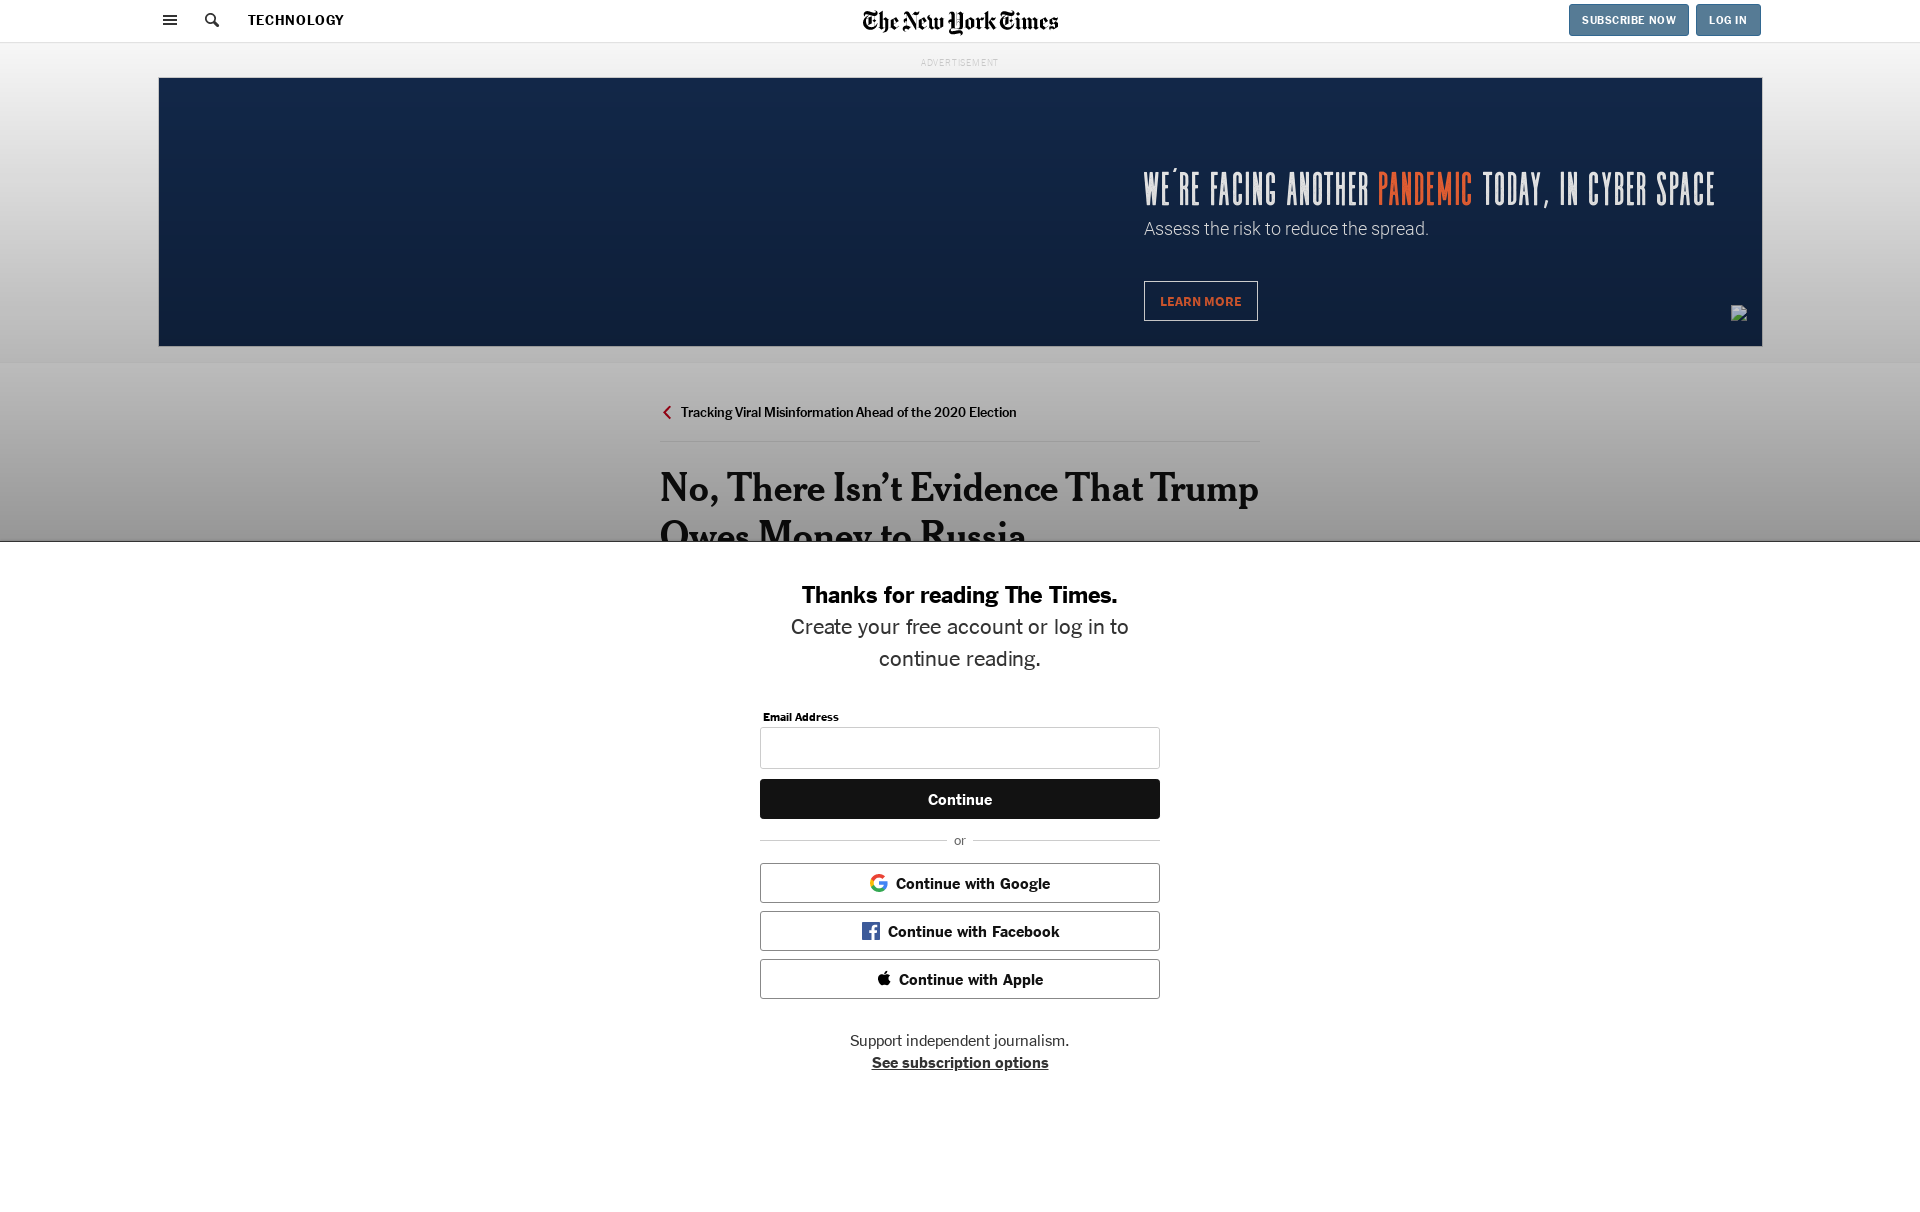 TECHNOLOGY
The New York Times
SUBSCRIBE NOW
LOG IN
ADVERTISEMENT
WE'RE FACING ANOTHER PANDEMIC TODAY, IN CYBER SPACE
Assess the risk to reduce the spread.
LEARN MORE
Tracking Viral Misinformation Ahead of the 2020 Election
No, There Isn’t Evidence That Trump
Owes Money to Russia
Thanks for reading The Times.
Create your free account or log in to
continue reading.
Email Address
Continue
or
Continue with Google
Continue with Facebook
Continue with Apple
Support independent journalism.
See subscription options